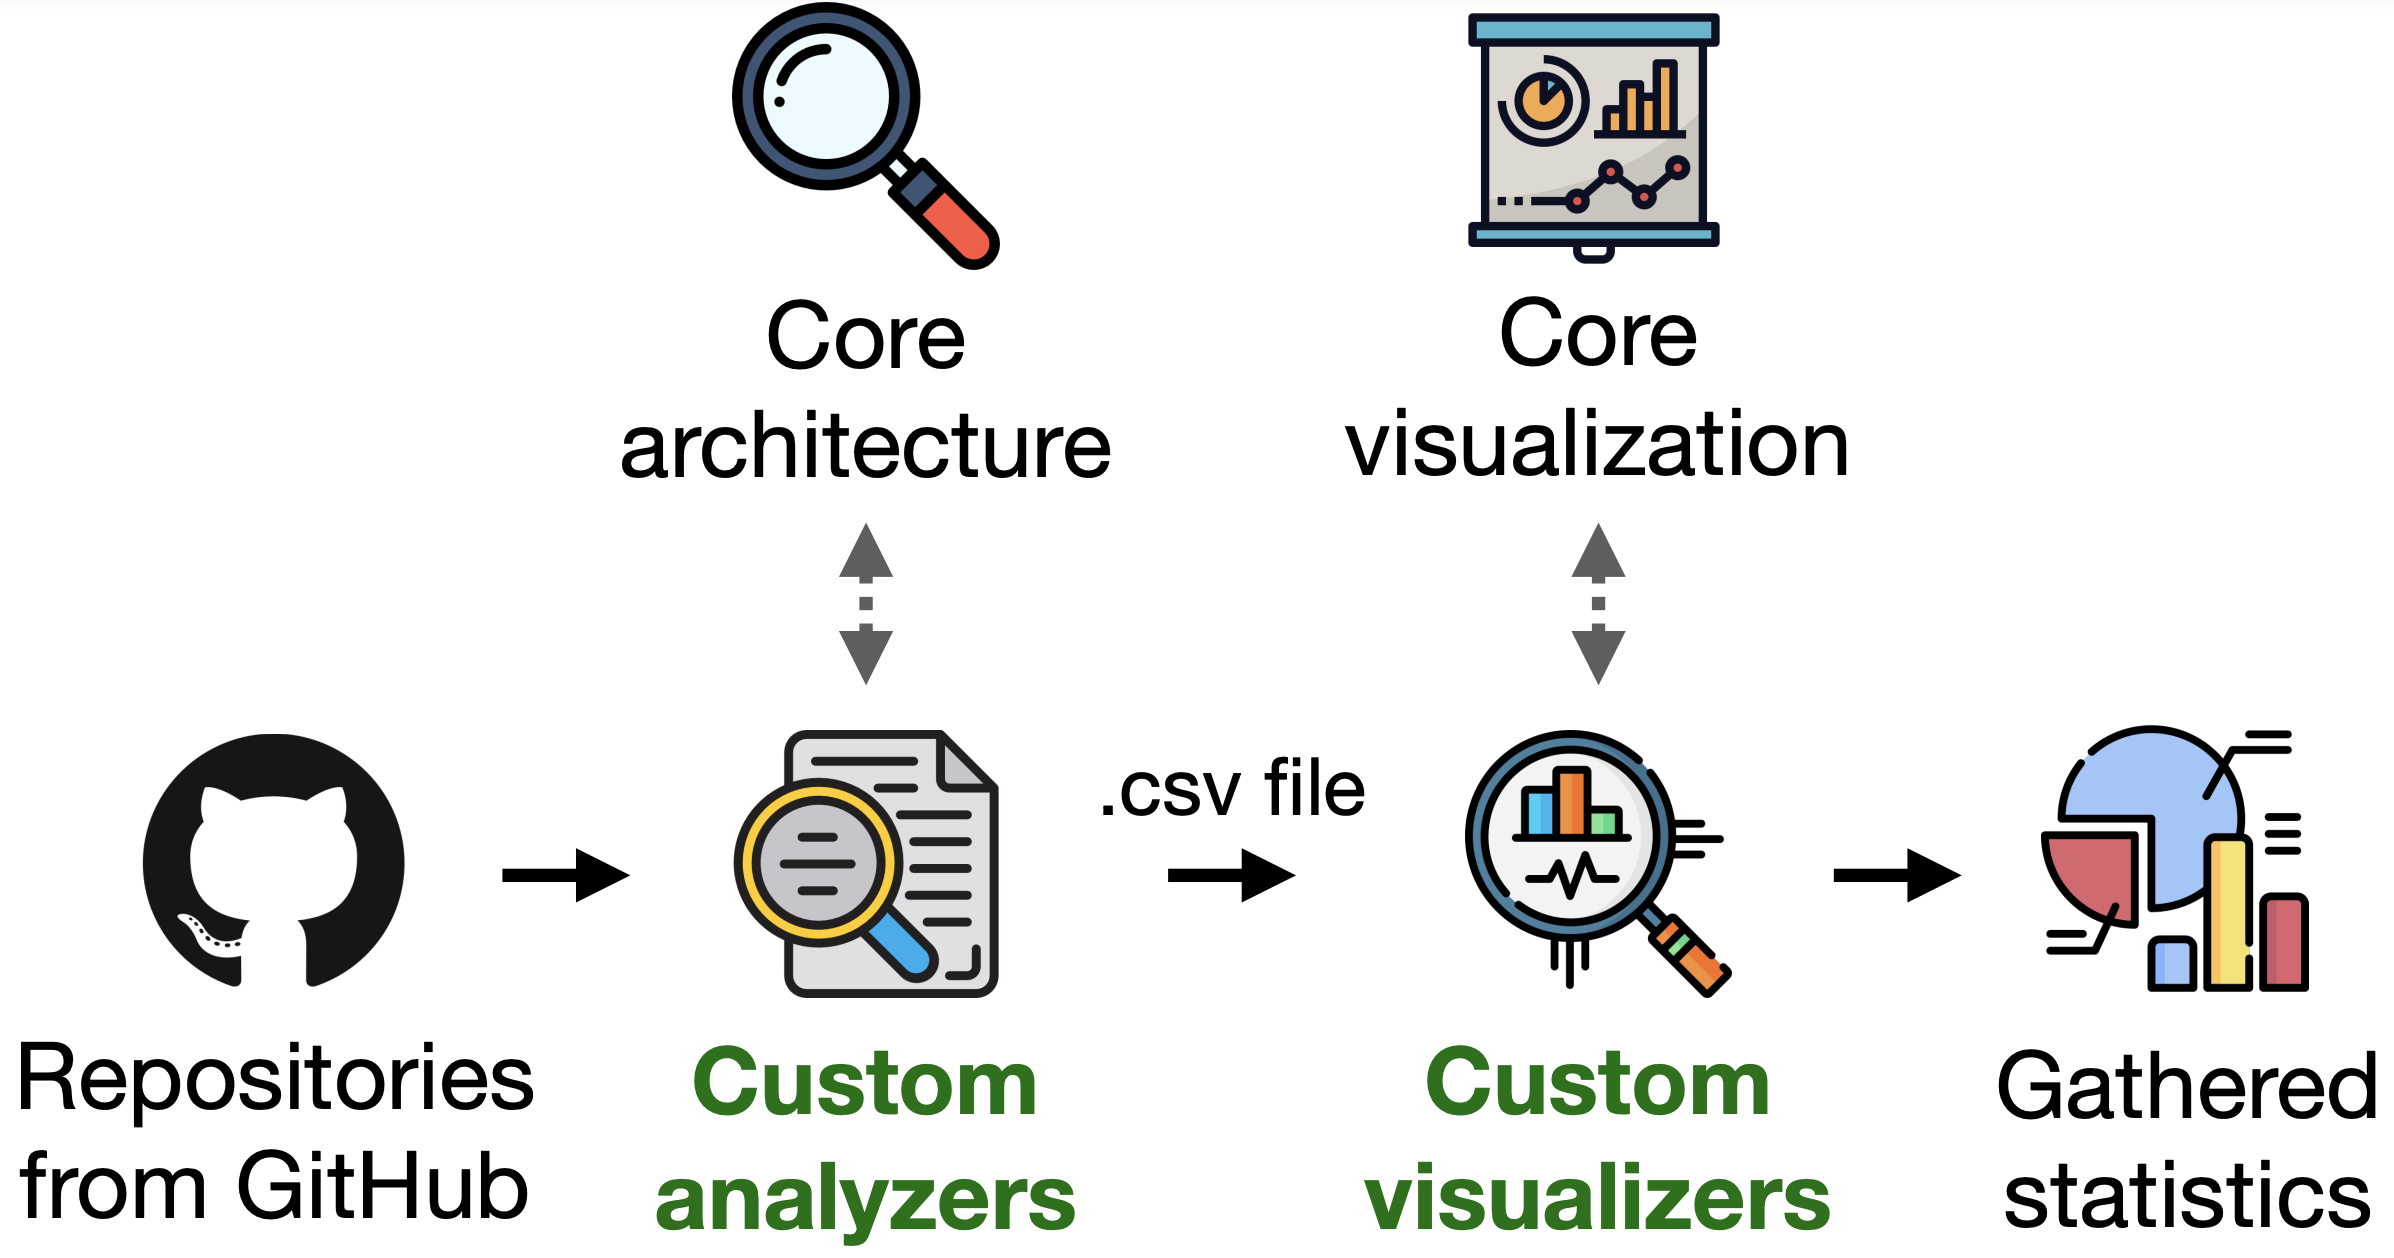 Core
architecture
Core
visualization
.csv file
Repositories
from GitHub
Custom
analyzers
Custom
visualizers
Gathered
statistics